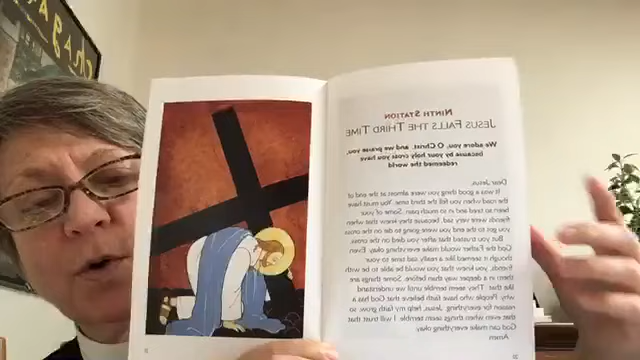 NINTH STATION
JESUS FALLS THE THIRD TIME
We adore you, O Christ, and we praise you,
because by your holy cross you have
redeemed the world
Dear Jesus,
It was a good thing you were almost at the end of
the road when you fell the third time. You must have
been so tired and in so much pain. Some of your
friends were very sad, because they knew that when
you got to the end you were going to die on the cross.
But you trusted that after you died on the cross,
God the Father would make everything okay. Even
though it seemed like a really sad time to your
friends, you knew that you would be able to be with
them in a deeper way than before. Some things are
like that. They seem terrible until we understand
why. People who have faith believe that God has a
reason for everything. Jesus, help my faith grow, so
that even when things seem terrible, I will trust that
God can make everything okay.
Amen.